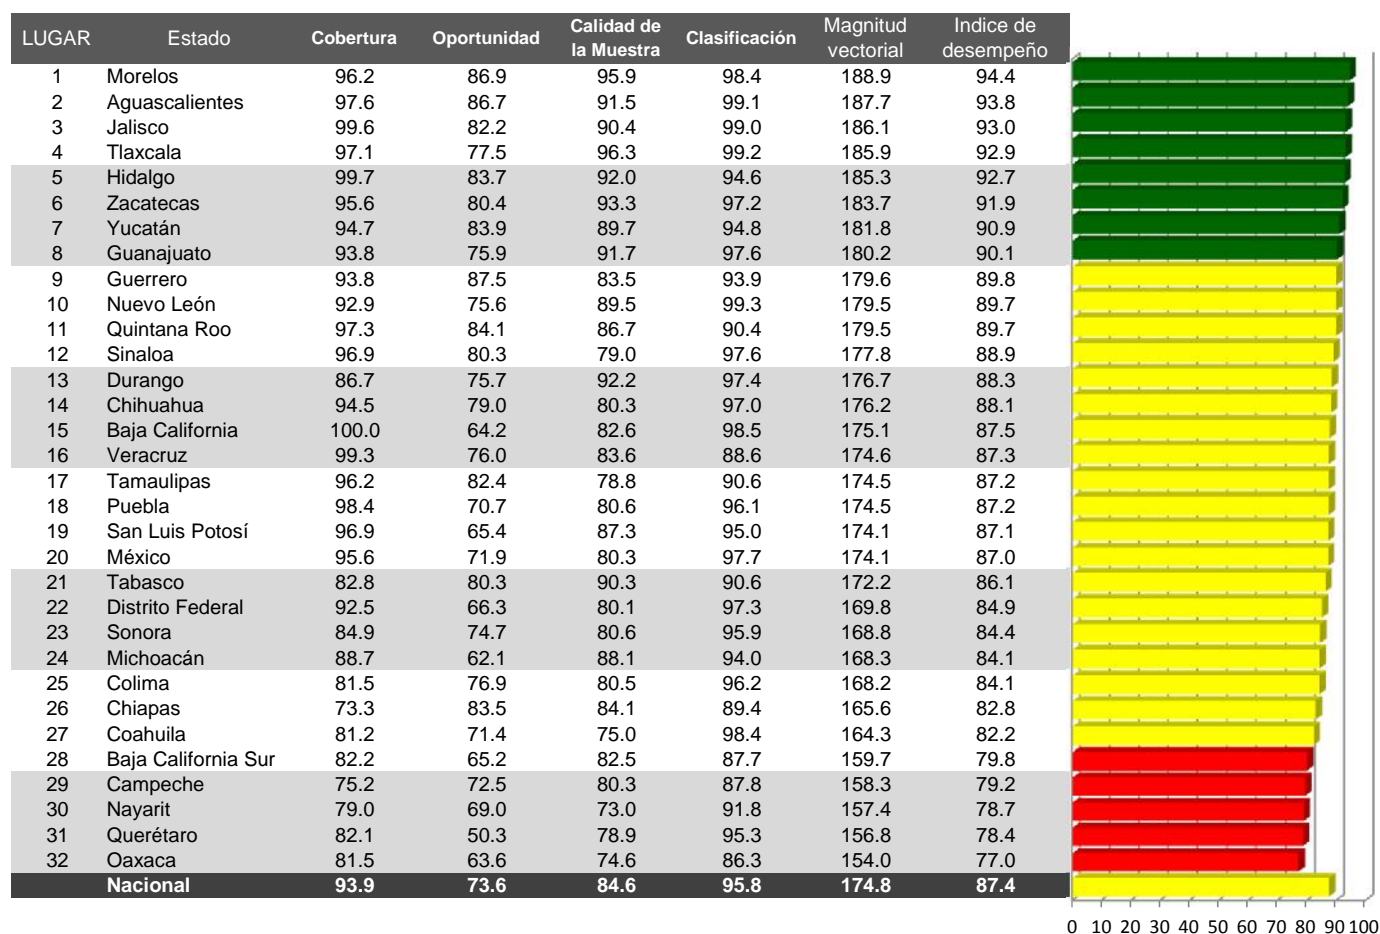 LUGAR Estado Cobertura Oportunidad Calidad de la Muestra Clasificación Magnitud vectorial Indice de desempeño
1 Morelos 96.2 86.9 95.9 98.4 188.9 94.4
2 Aguascalientes 97.6 86.7 91.5 99.1 187.7 93.8
3 Jalisco 99.6 82.2 90.4 99.0 186.1 93.0
4 Tlaxcala 97.1 77.5 96.3 99.2 185.9 92.9
5 Hidalgo 99.7 83.7 92.0 94.6 185.3 92.7
6 Zacatecas 95.6 80.4 93.3 97.2 183.7 91.9
7 Yucatán 94.7 83.9 89.7 94.8 181.8 90.9
8 Guanajuato 93.8 75.9 91.7 97.6 180.2 90.1
9 Guerrero 93.8 87.5 83.5 93.9 179.6 89.8
10 Nuevo León 92.9 75.6 89.5 99.3 179.5 89.7
11 Quintana Roo 97.3 84.1 86.7 90.4 179.5 89.7
12 Sinaloa 96.9 80.3 79.0 97.6 177.8 88.9
13 Durango 86.7 75.7 92.2 97.4 176.7 88.3
14 Chihuahua 94.5 79.0 80.3 97.0 176.2 88.1
15 Baja California 100.0 64.2 82.6 98.5 175.1 87.5
16 Veracruz 99.3 76.0 83.6 88.6 174.6 87.3
17 Tamaulipas 96.2 82.4 78.8 90.6 174.5 87.2
18 Puebla 98.4 70.7 80.6 96.1 174.5 87.2
19 San Luis Potosí 96.9 65.4 87.3 95.0 174.1 87.1
20 México 95.6 71.9 80.3 97.7 174.1 87.0
21 Tabasco 82.8 80.3 90.3 90.6 172.2 86.1
22 Distrito Federal 92.5 66.3 80.1 97.3 169.8 84.9
23 Sonora 84.9 74.7 80.6 95.9 168.8 84.4
24 Michoacán 88.7 62.1 88.1 94.0 168.3 84.1
25 Colima 81.5 76.9 80.5 96.2 168.2 84.1
26 Chiapas 73.3 83.5 84.1 89.4 165.6 82.8
27 Coahuila 81.2 71.4 75.0 98.4 164.3 82.2
28 Baja California Sur 82.2 65.2 82.5 87.7 159.7 79.8
29 Campeche 75.2 72.5 80.3 87.8 158.3 79.2
30 Nayarit 79.0 69.0 73.0 91.8 157.4 78.7
31 Querétaro 82.1 50.3 78.9 95.3 156.8 78.4
32 Oaxaca 81.5 63.6 74.6 86.3 154.0 77.0
Nacional 93.9 73.6 84.6 95.8 174.8 87.4
0 10 20 30 40 50 60 70 80 90 100